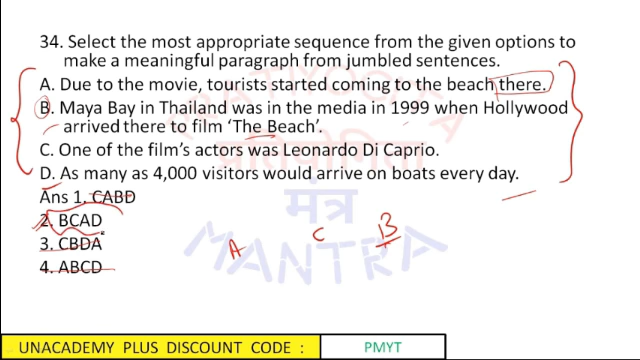 34. Select the most appropriate sequence from the given options to
make a meaningful paragraph from jumbled sentences.
A. Due to the movie, tourists started coming to the beach there.
B. Maya Bay in Thailand was in the media in 1999 when Hollywood
arrived there to film ‘The Beach’.
C. One of the film’s actors was Leonardo Di Caprio.
D. As many as 4,000 visitors would arrive on boats every day.
Ans 1. CABD
2. BCAD
3. CBDA
4. ABCD
A C B
PRATIYOGITA
प्रतियोगिता
मंत्र
MANTRA
UNACADEMY PLUS DISCOUNT CODE : PMYT